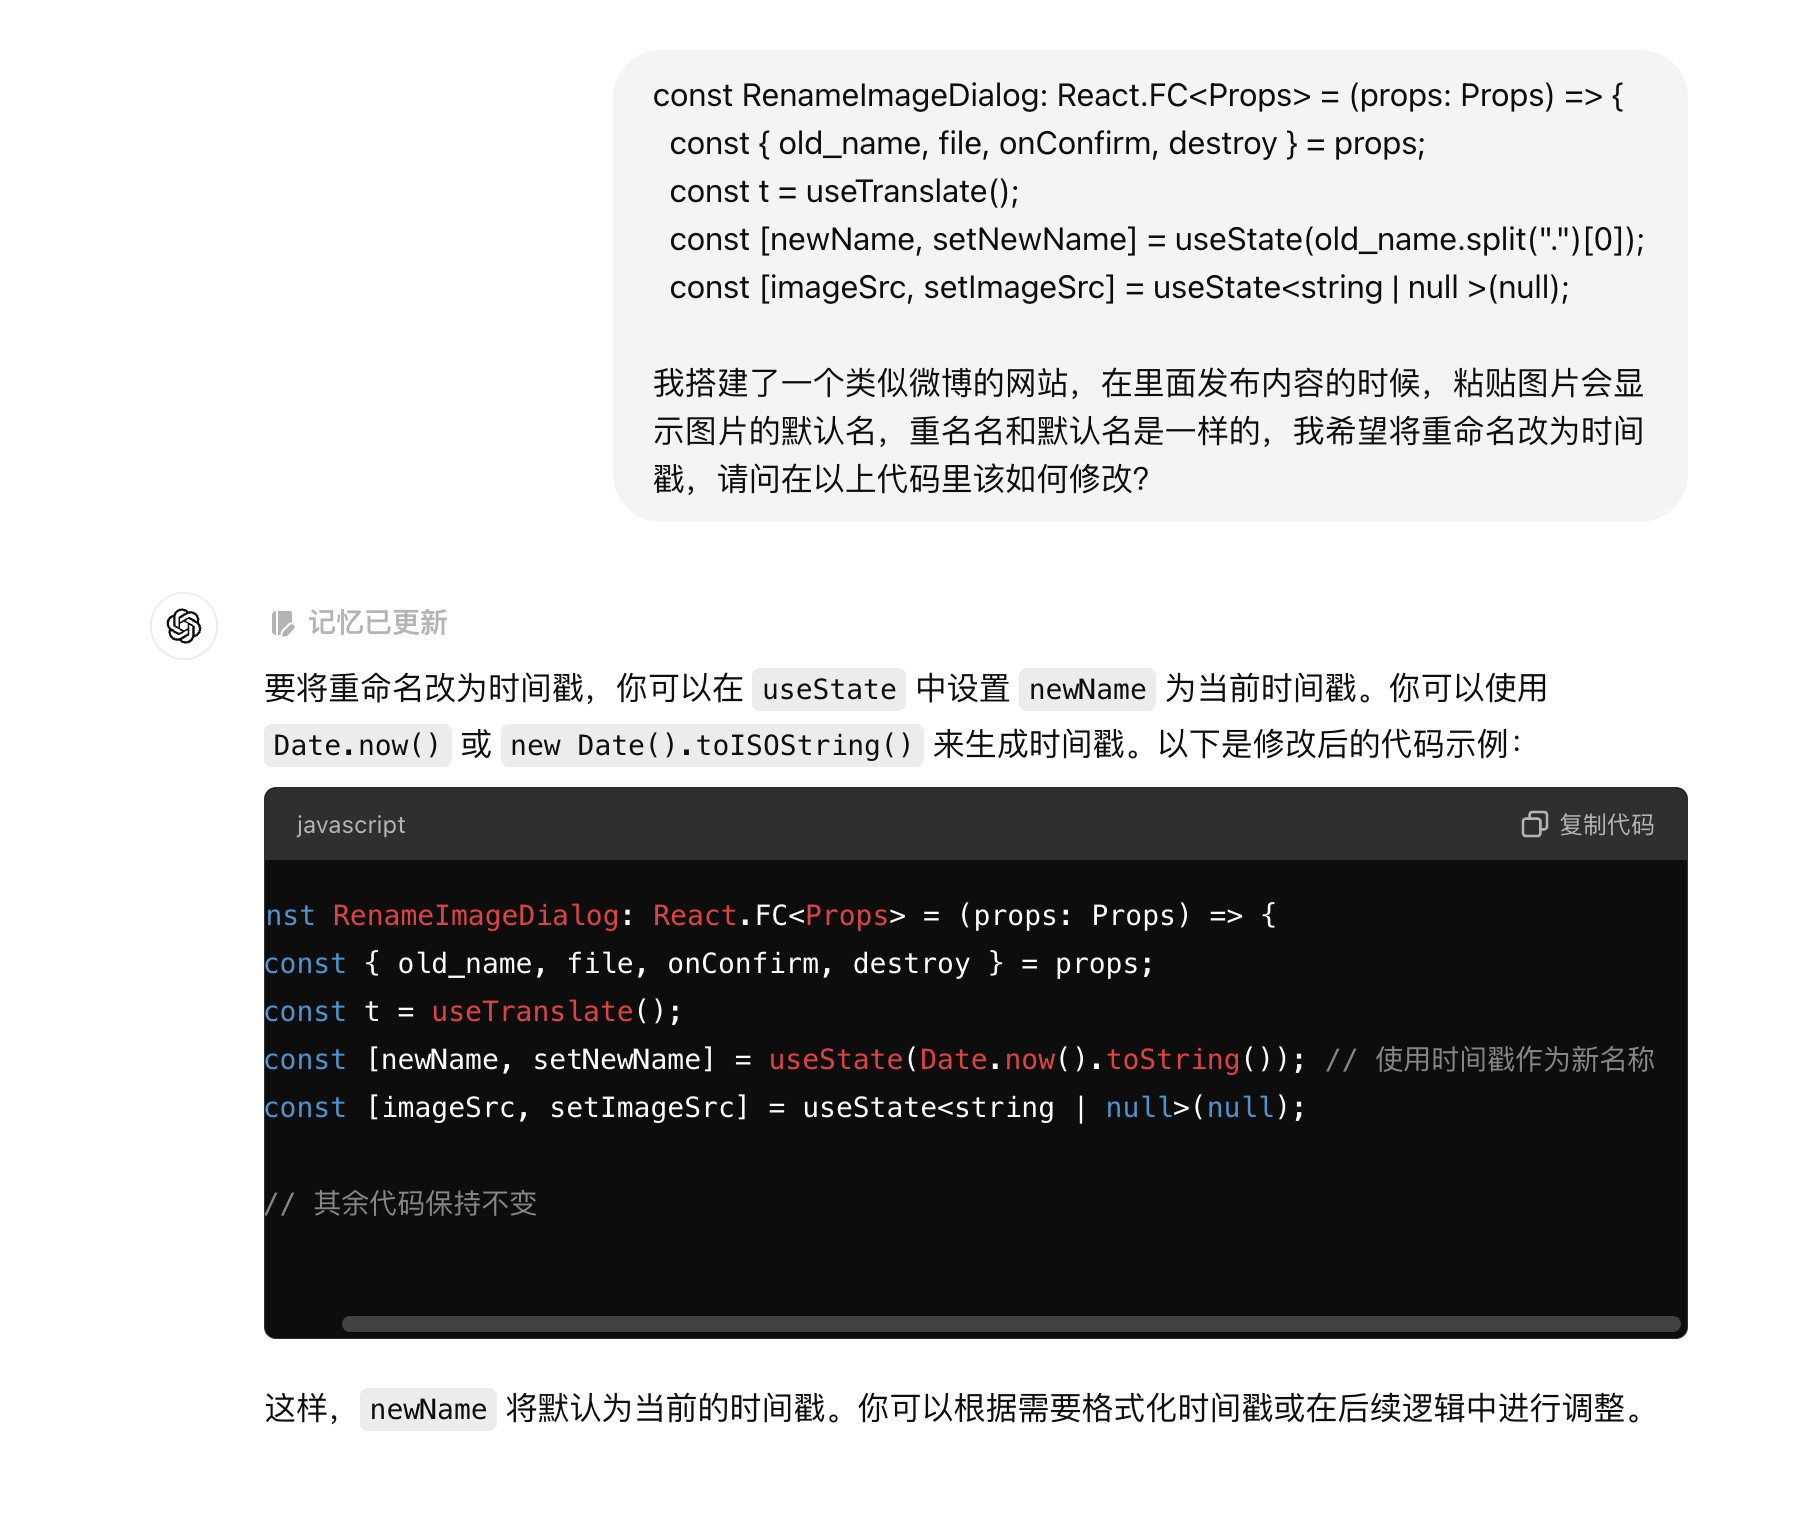 const RenameImageDialog: React.FC<Props> = (props: Props) => {
const { old_name, file, onConfirm, destroy } = props;
const t = useTranslate();
const [newName, setNewName] = useState(old_name.split(".")[0]);
const [imageSrc, setImageSrc] = useState<string | null >(null);
我搭建了一个类似微博的网站，在里面发布内容的时候，粘贴图片会显
示图片的默认名，重名名和默认名是一样的，我希望将重命名改为时间
戳，请问在以上代码里该如何修改？
记忆已更新
要将重命名改为时间戳，你可以在 useState 中设置 newName 为当前时间戳。你可以使用
Date.now() 或 new Date().toISOString() 来生成时间戳。以下是修改后的代码示例：
javascript 复制代码
nst RenameImageDialog: React.FC<Props> = (props: Props) => {
const { old_name, file, onConfirm, destroy } = props;
const t = useTranslate();
const [newName, setNewName] = useState(Date.now().toString()); // 使用时间戳作为新名称
const [imageSrc, setImageSrc] = useState<string | null>(null);
// 其余代码保持不变
这样，newName 将默认为当前的时间戳。你可以根据需要格式化时间戳或在后续逻辑中进行调整。